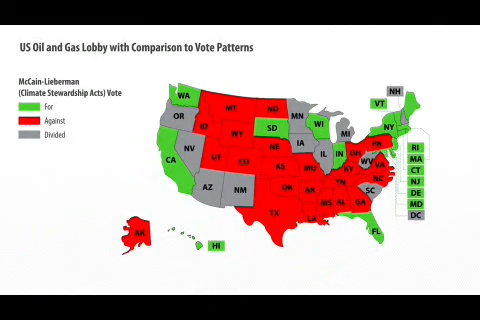 US Oil and Gas Lobby with Comparison to Vote Patterns
McCain-Lieberman
(Climate Stewardship Acts) Vote
For
Against
Divided
WA
OR
CA
NV
ID
MT
WY
UT
AZ
CO
NM
ND
SD
NE
KS
OK
TX
MN
IA
MO
AR
LA
WI
IL
MI
IN
OH
KY
TN
MS
AL
GA
FL
SC
NC
VA
WV
PA
NY
VT
NH
RI
MA
CT
NJ
DE
MD
DC
AK
HI